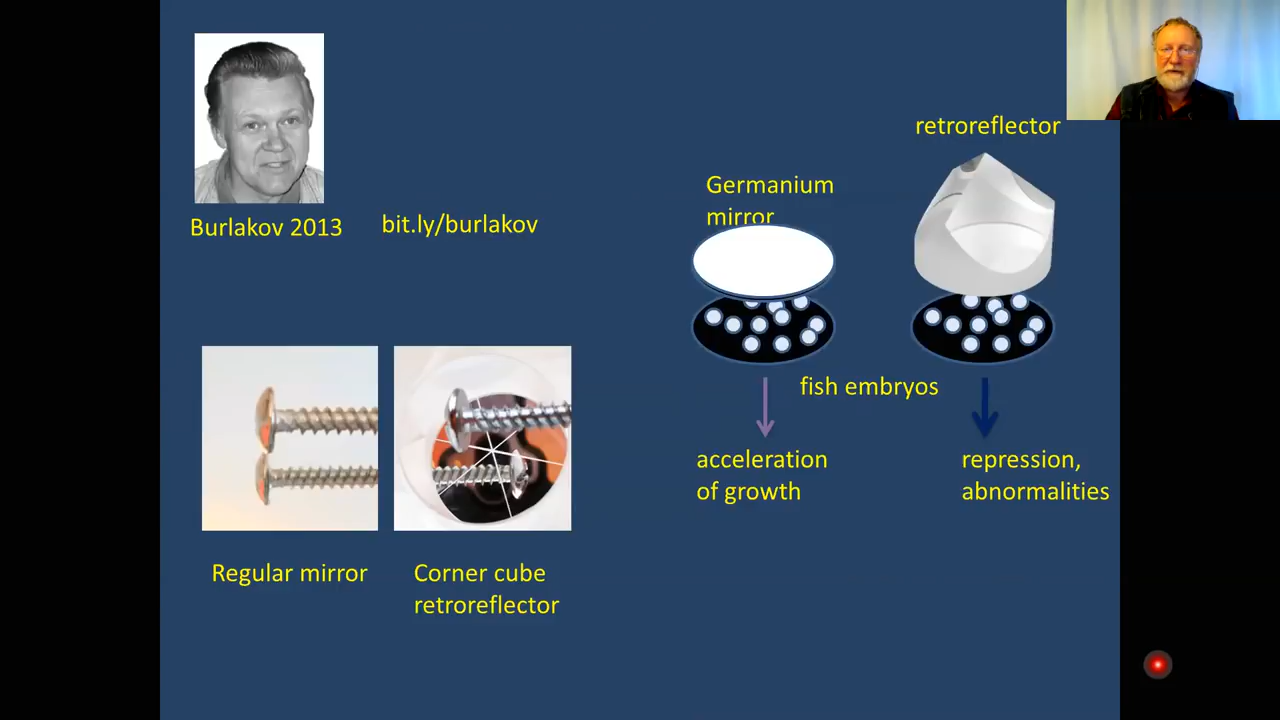 Burlakov 2013
bit.ly/burlakov
Regular mirror
Corner cube
retroreflector
Germanium
mirror
retroreflector
fish embryos
acceleration
of growth
repression,
abnormalities